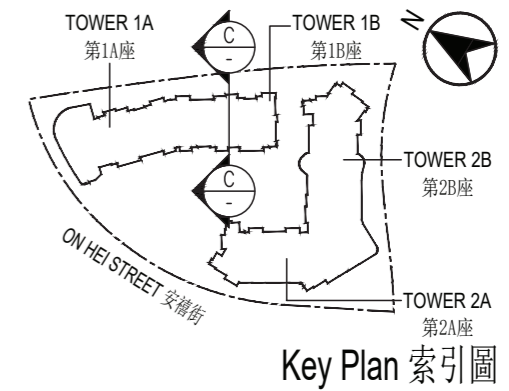 TOWER 1A
第1A座
C
-
TOWER 1B
第1B座
N
TOWER 2B
第2B座
C
-
ON HEI STREET 安禧街
TOWER 2A
第2A座
Key Plan 索引圖